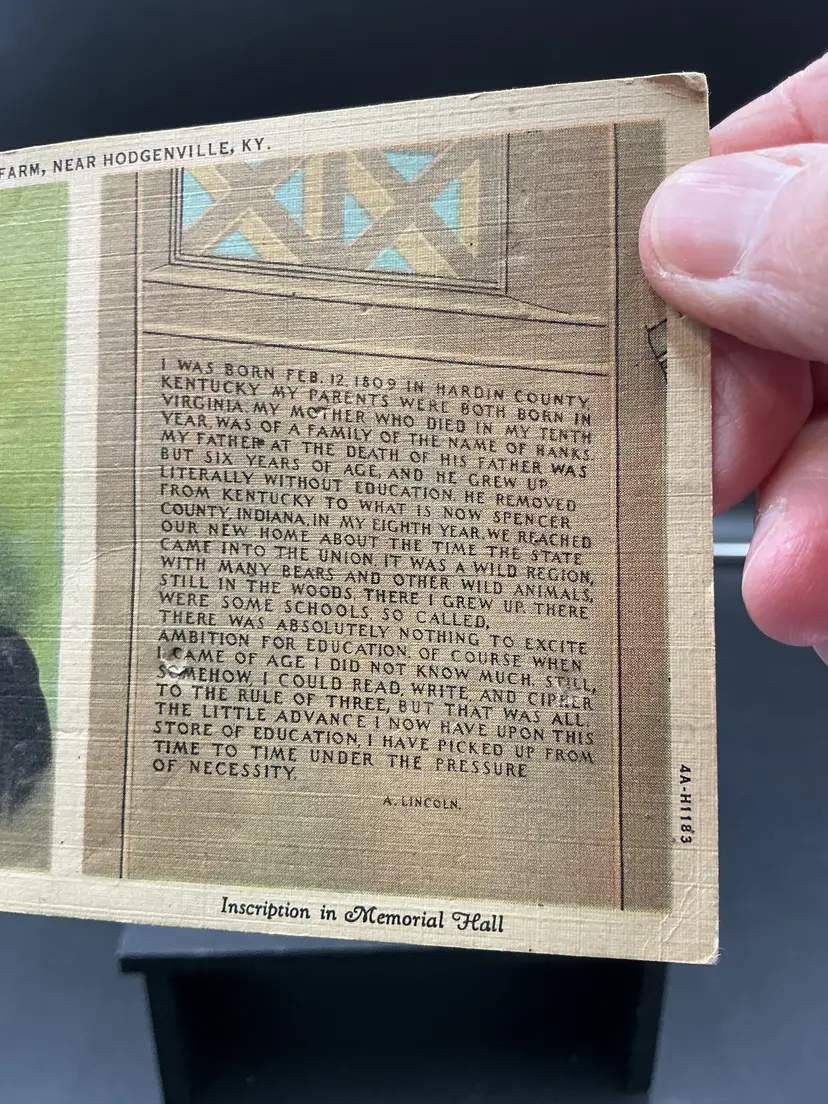 FARM, NEAR HODGENVILLE, KY.
I WAS BORN FEB. 12, 1809 IN HARDIN COUNTY
KENTUCKY. MY PARENTS WERE BOTH BORN IN
VIRGINIA. MY MOTHER WHO DIED IN MY TENTH
YEAR, WAS OF A FAMILY OF THE NAME OF HANKS.
MY FATHER AT THE DEATH OF HIS FATHER WAS
BUT SIX YEARS OF AGE, AND HE GREW UP
LITERALLY WITHOUT EDUCATION. HE REMOVED
FROM KENTUCKY TO WHAT IS NOW SPENCER
COUNTY, INDIANA, IN MY EIGHTH YEAR. WE REACHED
OUR NEW HOME ABOUT THE TIME THE STATE
CAME INTO THE UNION. IT WAS A WILD REGION,
WITH MANY BEARS AND OTHER WILD ANIMALS,
STILL IN THE WOODS. THERE I GREW UP. THERE
WERE SOME SCHOOLS, SO CALLED,
THERE WAS ABSOLUTELY NOTHING TO EXCITE
AMBITION FOR EDUCATION. OF COURSE WHEN
I CAME OF AGE I DID NOT KNOW MUCH. STILL,
SOMEHOW, I COULD READ, WRITE, AND CIPHER
TO THE RULE OF THREE, BUT THAT WAS ALL.
THE LITTLE ADVANCE I NOW HAVE UPON THIS
STORE OF EDUCATION, I HAVE PICKED UP FROM
TIME TO TIME UNDER THE PRESSURE
OF NECESSITY.
A. LINCOLN.
4A-H1183
Inscription in Memorial Hall